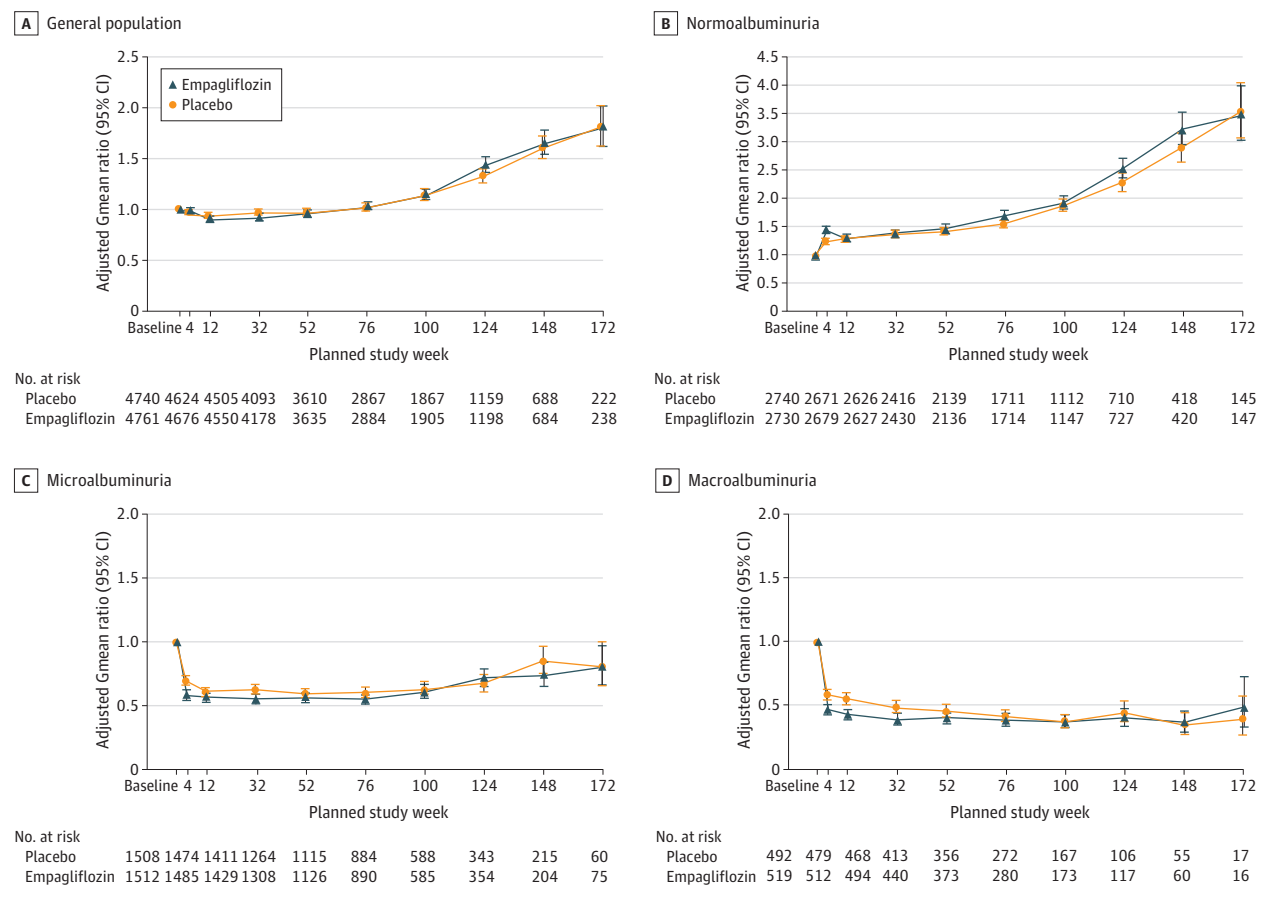 A General population
Adjusted Gmean ratio (95% CI)
2.5
2.0
1.5
1.0
0.5
0
Empagliflozin
Placebo
Baseline 4 12 32 52 76 100 124 148 172
Planned study week
No. at risk
Placebo 4740 4624 4505 4093 3610 2867 1867 1159 688 222
Empagliflozin 4761 4676 4550 4178 3635 2884 1905 1198 684 238
B Normoalbuminuria
Adjusted Gmean ratio (95% CI)
4.5
4.0
3.5
3.0
2.5
2.0
1.5
1.0
0.5
0
Baseline 4 12 32 52 76 100 124 148 172
Planned study week
No. at risk
Placebo 2740 2671 2626 2416 2139 1711 1112 710 418 145
Empagliflozin 2730 2679 2627 2430 2136 1714 1147 727 420 147
C Microalbuminuria
Adjusted Gmean ratio (95% CI)
2.0
1.5
1.0
0.5
0
Baseline 4 12 32 52 76 100 124 148 172
Planned study week
No. at risk
Placebo 1508 1474 1411 1264 1115 884 588 343 215 60
Empagliflozin 1512 1485 1429 1308 1126 890 585 354 204 75
D Macroalbuminuria
Adjusted Gmean ratio (95% CI)
2.0
1.5
1.0
0.5
0
Baseline 4 12 32 52 76 100 124 148 172
Planned study week
No. at risk
Placebo 492 479 468 413 356 272 167 106 55 17
Empagliflozin 519 512 494 440 373 280 173 117 60 16